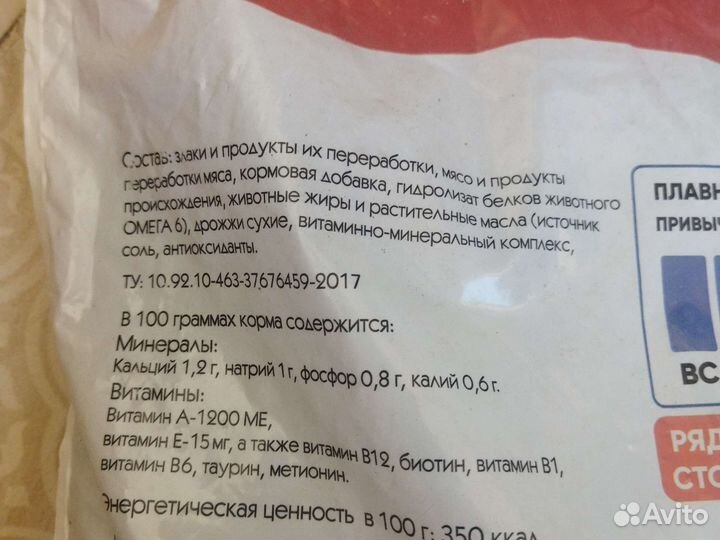 Состав: злаки и продукты их переработки, мясо и продукты
переработки мяса, кормовая добавка, гидролизат белков животного
происхождения, животные жиры и растительные масла (источник
ОМЕГА 6), дрожжи сухие, витаминно-минеральный комплекс,
соль, антиоксиданты.
ТУ: 10.92.10-463-37676459-2017
В 100 граммах корма содержится:
Минералы:
Кальций 1,2 г, натрий 1 г, фосфор 0,8 г, калий 0,6 г.
Витамины:
Витамин А-1200 МЕ,
витамин Е-15 мг, а также витамин В12, биотин, витамин В1,
витамин В6, таурин, метионин.
Энергетическая ценность в 100 г: 350 ккал
ПЛАВН
ПРИВЫЧ
ВС
РЯД
СТО
Avito